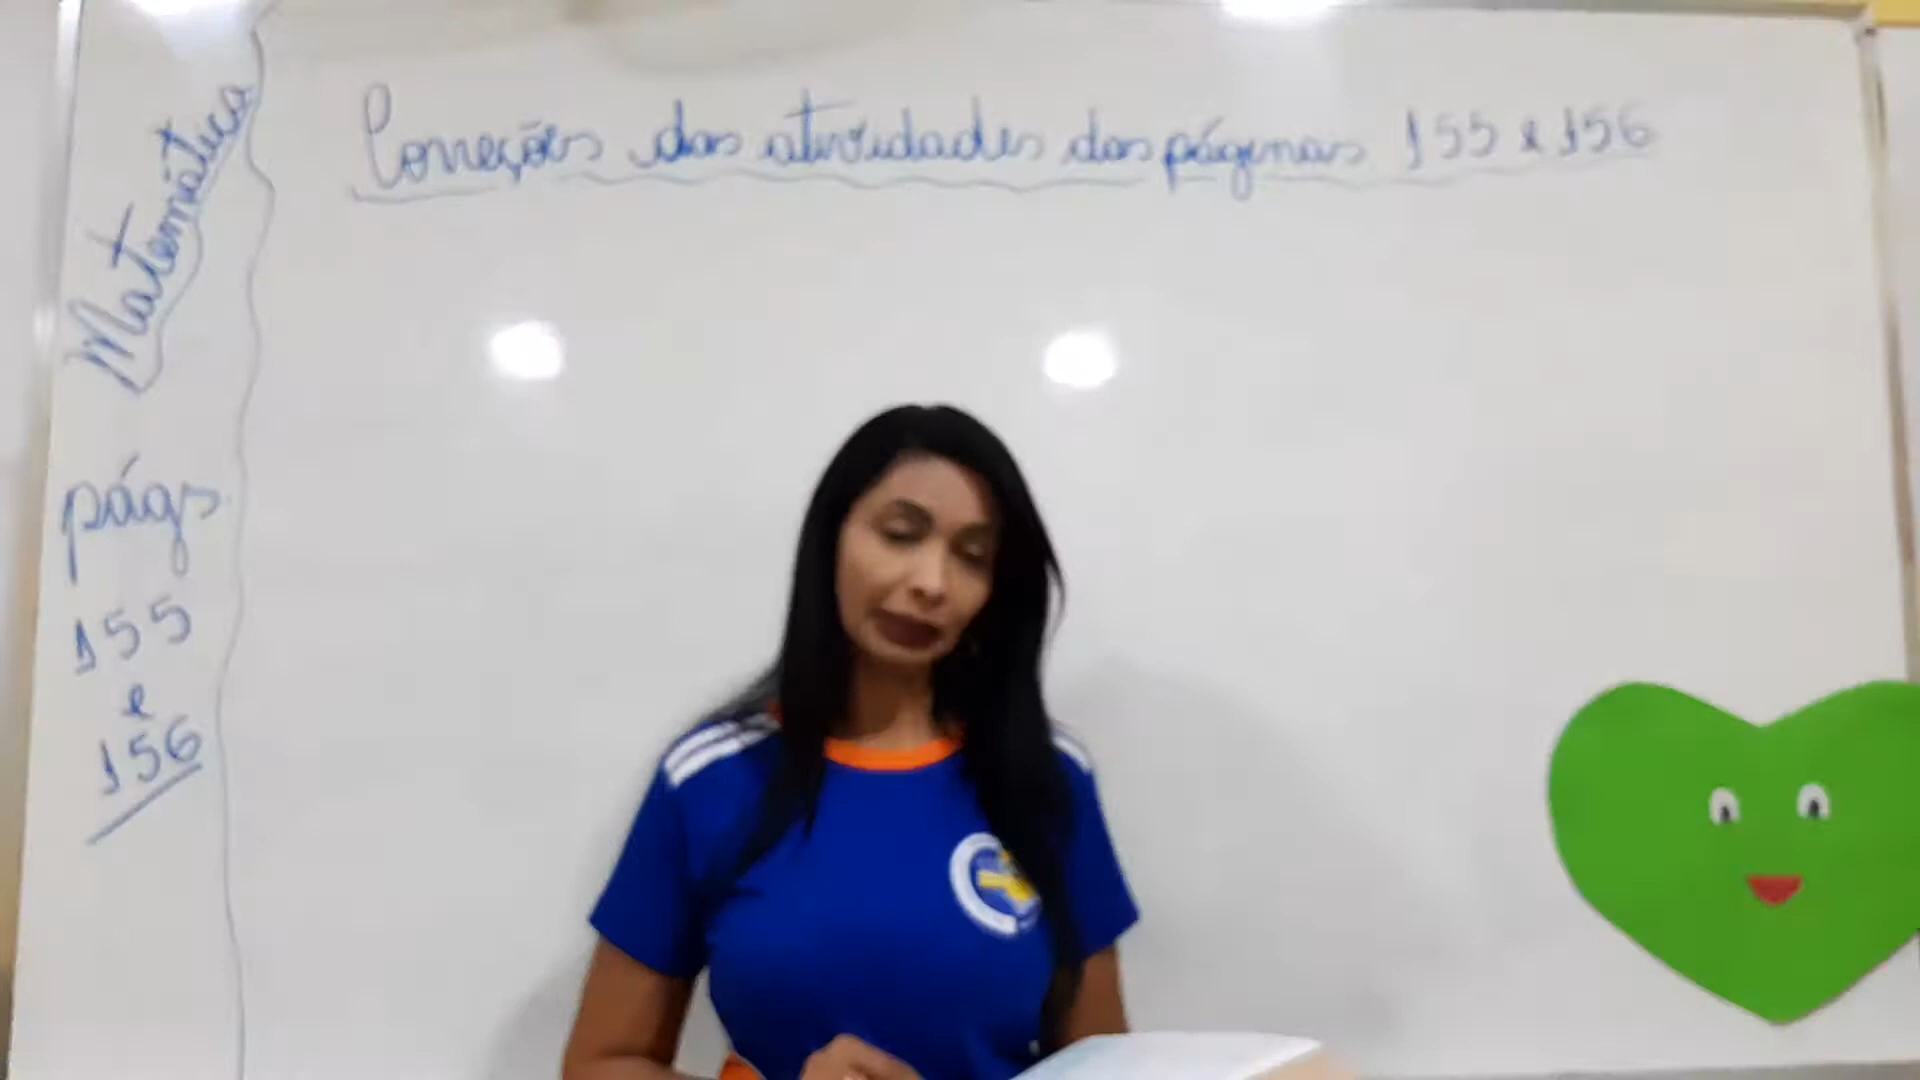 Matemática
págs.
155
e
156
Correções das atividades das páginas 155 e 156